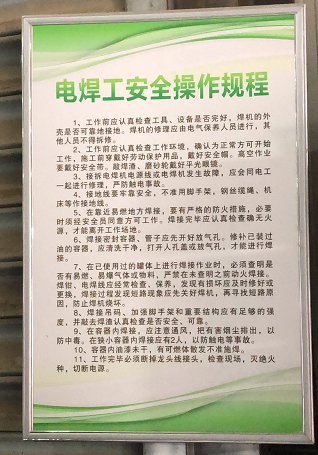 电焊工安全操作规程
1、工作前应认真检查工具、设备是否完好，焊机的外
壳是否可靠地接地。焊机的修理应由电气保养人员进行，其
他人员不得拆修。
2、工作前应认真检查工作环境，确认为正常方可开始
工作，施工前穿戴好劳动保护用品，戴好安全帽。高空作业
要戴好安全带。敲焊渣、磨砂轮戴好平光眼镜。
3、接拆电焊机电源线或电焊机发生故障，应会同电工
一起进行修理，严防触电事故。
4、接地线要牢靠安全，不准用脚手架，钢丝缆绳，机
床等作接地线。
5、在靠近易燃地方焊接，要有严格的防火措施，必要
时须经安全员同意方可工作。焊接完毕应认真检查确无火
源，才能离开工作场地。
6、焊接密封容器、管子应先开好放气孔。修补已装过
油的容器，应清洗干净，打开人孔盖或放气孔，才能进行焊
接。
7、在已使用过的罐体上进行焊接作业时，必须查明是
否有易燃、易爆气体或物料，严禁在未查明之前动火焊接。
焊钳、电焊线应经常检查、保养，发现有损坏应及时修好或
更换，焊接过程发现短路现象应先关好焊机，再寻找短路原
因，防止焊机烧坏。
8、焊接吊码、加强脚手架和重要结构应有足够的强
度，并敲去焊渣认真检查是否安全、可靠。
9、在容器内焊接，应注意通风，把有害烟尘排出，以
防中毒。在狭小容器内焊接应有2人，以防触电等事故。
10、容器内油漆未干，有可燃体散发不准施焊。
11、工作完毕必须断掉龙头线接头，检查现场，灭绝火
种，切断电源。